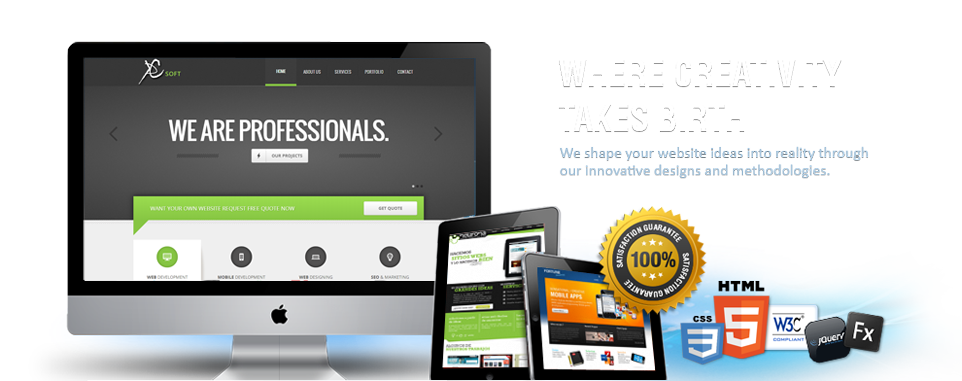 SOFT
HOME ABOUT US SERVICES PORTFOLIO CONTACT
WE ARE PROFESSIONALS.
OUR PROJECTS
WANT YOUR OWN WEBSITE REQUEST FREE QUOTE NOW
GET QUOTE
WEB DEVELOPMENT MOBILE DEVELOPMENT WEB DESIGNING SEO & MARKETING
WHERE CREATIVITY
TAKES BIRTH
We shape your website ideas into reality through
our innovative designs and methodologies.
SITIOS WEBS
MOBILE APPS
SATISFACTION GUARANTEE
100%
SATISFACTION GUARANTEE
HTML
5
CSS
3
W3C
COMPLIANT
jQuery
Fx